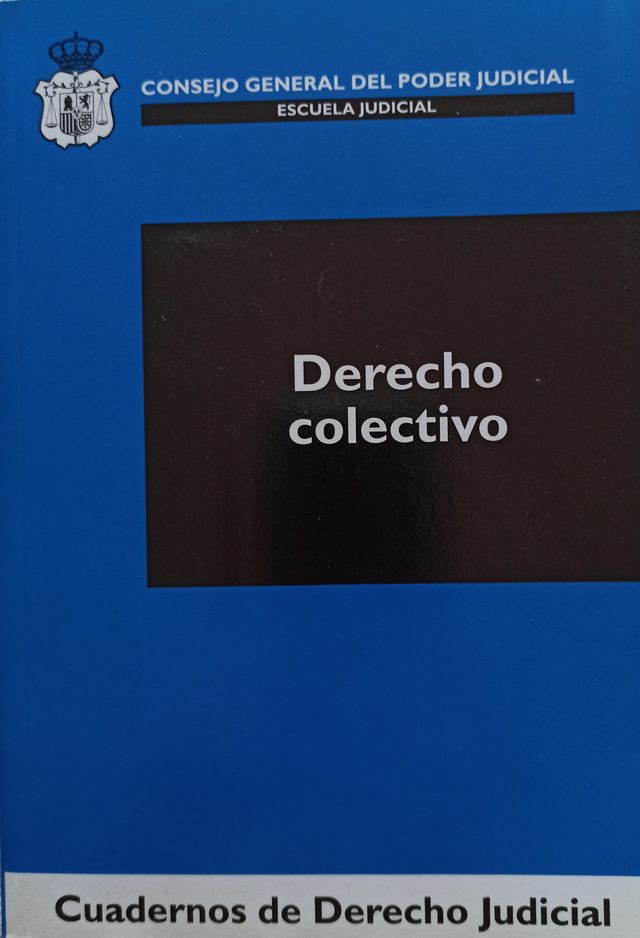 CONSEJO GENERAL DEL PODER JUDICIAL
ESCUELA JUDICIAL
Derecho
colectivo
Cuadernos de Derecho Judicial